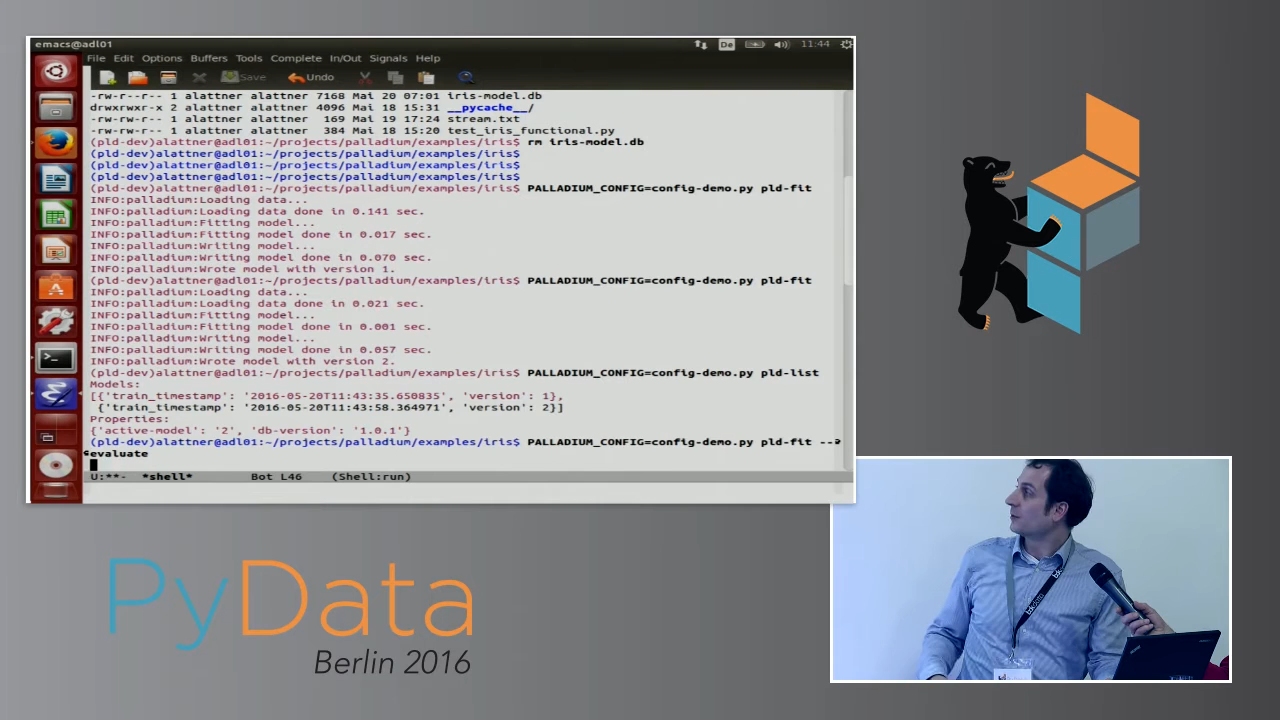 emacs@adl01
De
11:44
File Edit Options Buffers Tools Complete In/Out Signals Help
Save
Undo
-rw-r--r-- 1 alattner alattner 7168 Mai 20 07:01 iris-model.db
drwxrwxr-x 2 alattner alattner 4096 Mai 18 15:31 __pycache__/
-rw-rw-r-- 1 alattner alattner 169 Mai 19 17:24 stream.txt
-rw-rw-r-- 1 alattner alattner 384 Mai 18 15:20 test_iris_functional.py
(pld-dev)alattner@adl01:~/projects/palladium/examples/iris$ rm iris-model.db
(pld-dev)alattner@adl01:~/projects/palladium/examples/iris$
(pld-dev)alattner@adl01:~/projects/palladium/examples/iris$
(pld-dev)alattner@adl01:~/projects/palladium/examples/iris$
(pld-dev)alattner@adl01:~/projects/palladium/examples/iris$ PALLADIUM_CONFIG=config-demo.py pld-fit
INFO:palladium:Loading data...
INFO:palladium:Loading data done in 0.141 sec.
INFO:palladium:Fitting model...
INFO:palladium:Fitting model done in 0.017 sec.
INFO:palladium:Writing model...
INFO:palladium:Writing model done in 0.070 sec.
INFO:palladium:Wrote model with version 1.
(pld-dev)alattner@adl01:~/projects/palladium/examples/iris$ PALLADIUM_CONFIG=config-demo.py pld-fit
INFO:palladium:Loading data...
INFO:palladium:Loading data done in 0.021 sec.
INFO:palladium:Fitting model...
INFO:palladium:Fitting model done in 0.001 sec.
INFO:palladium:Writing model...
INFO:palladium:Writing model done in 0.057 sec.
INFO:palladium:Wrote model with version 2.
(pld-dev)alattner@adl01:~/projects/palladium/examples/iris$ PALLADIUM_CONFIG=config-demo.py pld-list
Models:
[{'train_timestamp': '2016-05-20T11:43:35.650835', 'version': 1},
{'train_timestamp': '2016-05-20T11:43:58.364971', 'version': 2}]
Properties:
{'active-model': '2', 'db-version': '1.0.1'}
(pld-dev)alattner@adl01:~/projects/palladium/examples/iris$ PALLADIUM_CONFIG=config-demo.py pld-fit --
evaluate
U:**- *shell* Bot L46 (Shell:run)
PyData
Berlin 2016